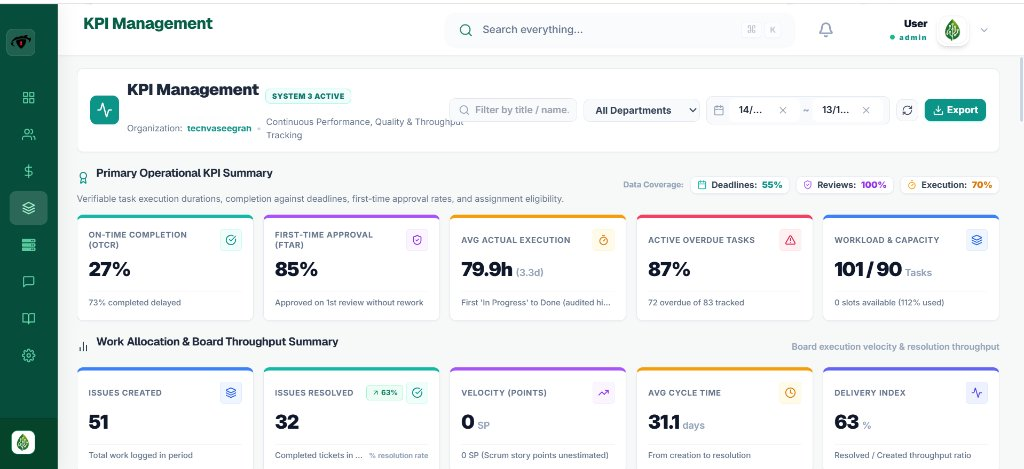 KPI Management
Search everything...
⌘ K
User
admin
KPI Management
SYSTEM 3 ACTIVE
Organization: techvaseegrah • Continuous Performance, Quality & Throughput
Tracking
Filter by title / name.
All Departments
14/... × ~ 13/1... ×
Export
Primary Operational KPI Summary
Verifiable task execution durations, completion against deadlines, first-time approval rates, and assignment eligibility.
Data Coverage: Deadlines: 55% Reviews: 100% Execution: 70%
ON-TIME COMPLETION
(OTCR)
27%
73% completed delayed
FIRST-TIME APPROVAL
(FTAR)
85%
Approved on 1st review without rework
AVG ACTUAL EXECUTION
79.9h (3.3d)
First 'In Progress' to Done (audited hi...
ACTIVE OVERDUE TASKS
87%
72 overdue of 83 tracked
WORKLOAD & CAPACITY
101 / 90 Tasks
0 slots available (112% used)
Work Allocation & Board Throughput Summary
Board execution velocity & resolution throughput
ISSUES CREATED
51
Total work logged in period
ISSUES RESOLVED
↗ 63%
32
Completed tickets in ... % resolution rate
VELOCITY (POINTS)
0 SP
0 SP (Scrum story points unestimated)
AVG CYCLE TIME
31.1 days
From creation to resolution
DELIVERY INDEX
63 %
Resolved / Created throughput ratio